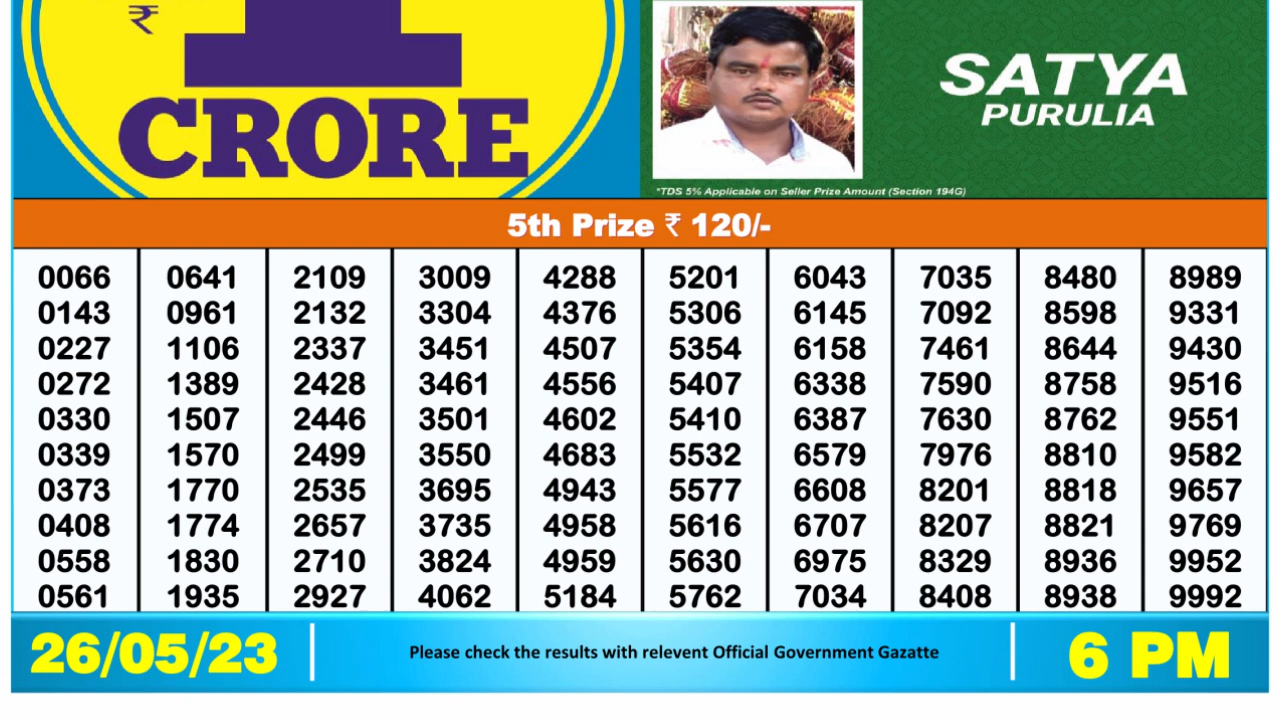 ₹
1
CRORE
SATYA
PURULIA
*TDS 5% Applicable on Seller Prize Amount (Section 194G)
5th Prize ₹ 120/-
0066 0641 2109 3009 4288 5201 6043 7035 8480 8989
0143 0961 2132 3304 4376 5306 6145 7092 8598 9331
0227 1106 2337 3451 4507 5354 6158 7461 8644 9430
0272 1389 2428 3461 4556 5407 6338 7590 8758 9516
0330 1507 2446 3501 4602 5410 6387 7630 8762 9551
0339 1570 2499 3550 4683 5532 6579 7976 8810 9582
0373 1770 2535 3695 4943 5577 6608 8201 8818 9657
0408 1774 2657 3735 4958 5616 6707 8207 8821 9769
0558 1830 2710 3824 4959 5630 6975 8329 8936 9952
0561 1935 2927 4062 5184 5762 7034 8408 8938 9992
26/05/23
Please check the results with relevent Official Government Gazatte
6 PM